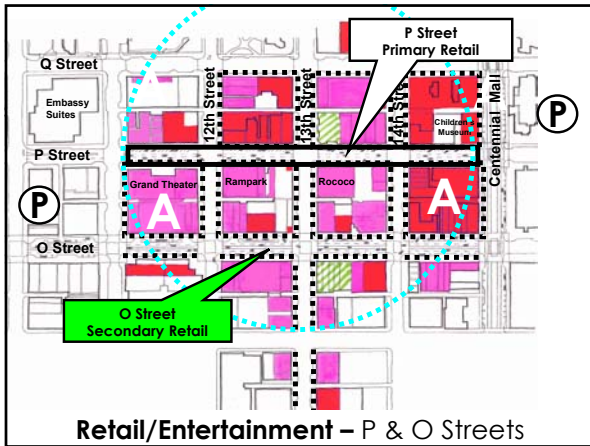 P Street
Primary Retail
Q Street
12th Street
13th Street
14th Stre
Centennial Mall
Embassy
Suites
Children's
Museum
P
P Street
P
Grand Theater
Rampark
Rococo
A
A
O Street
O Street
Secondary Retail
Retail/Entertainment – P & O Streets